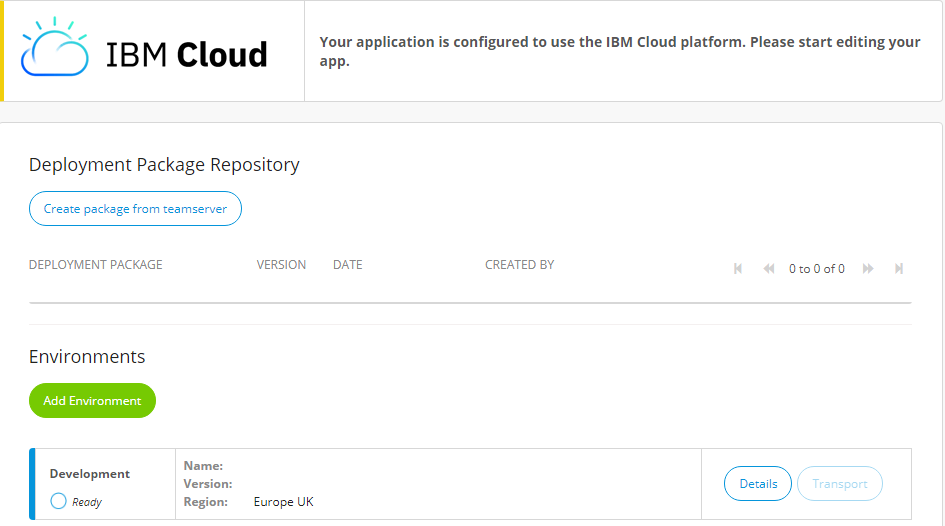 IBM Cloud
Your application is configured to use the IBM Cloud platform. Please start editing your
app.
Deployment Package Repository
Create package from teamserver
DEPLOYMENT PACKAGE VERSION DATE CREATED BY 0 to 0 of 0
Environments
Add Environment
Development
Ready
Name:
Version:
Region: Europe UK
Details Transport